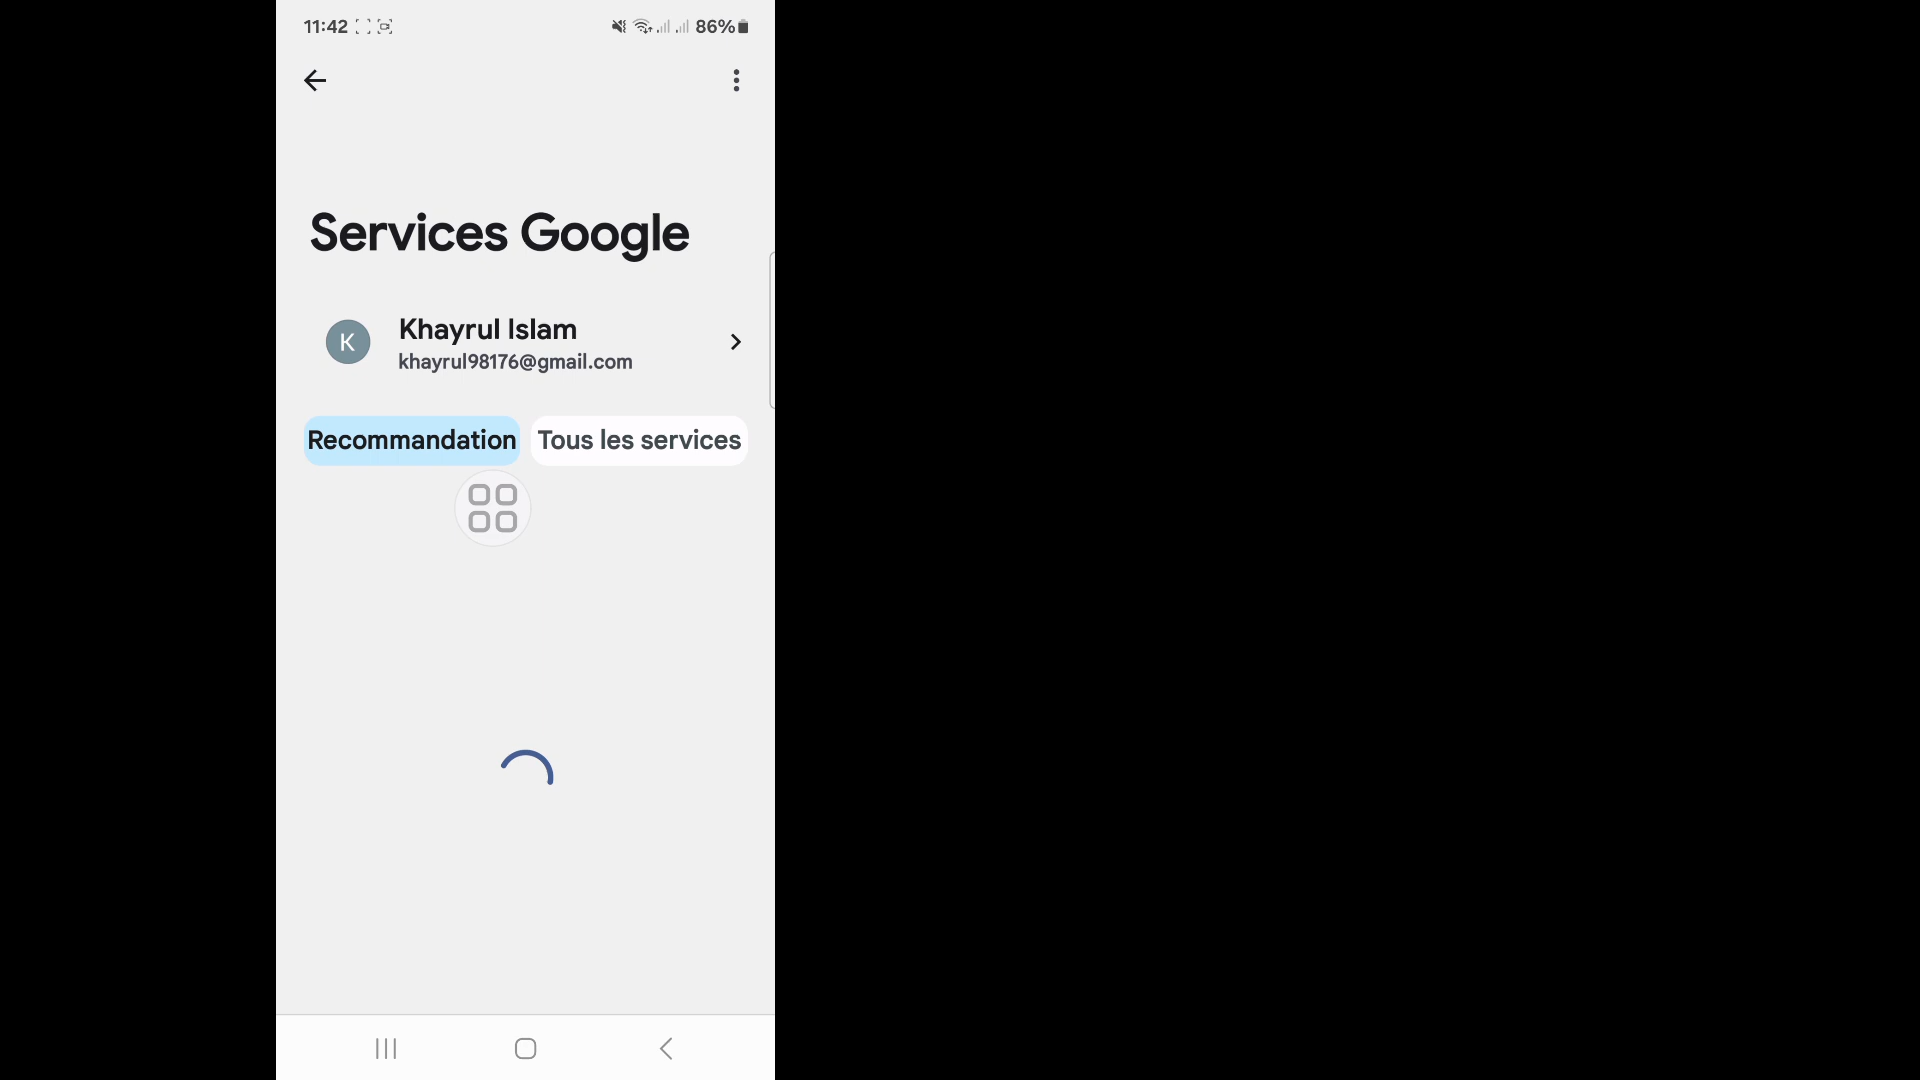 11:42
86%
Services Google
K
Khayrul Islam
khayrul98176@gmail.com
Recommandation
Tous les services